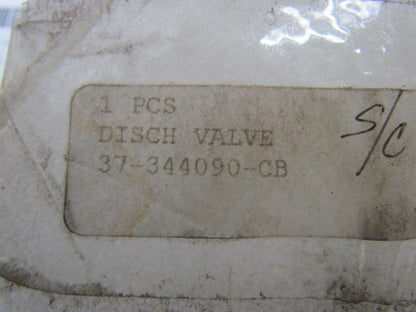 1 PCS
DISCH VALVE S/C
37-344090-CB